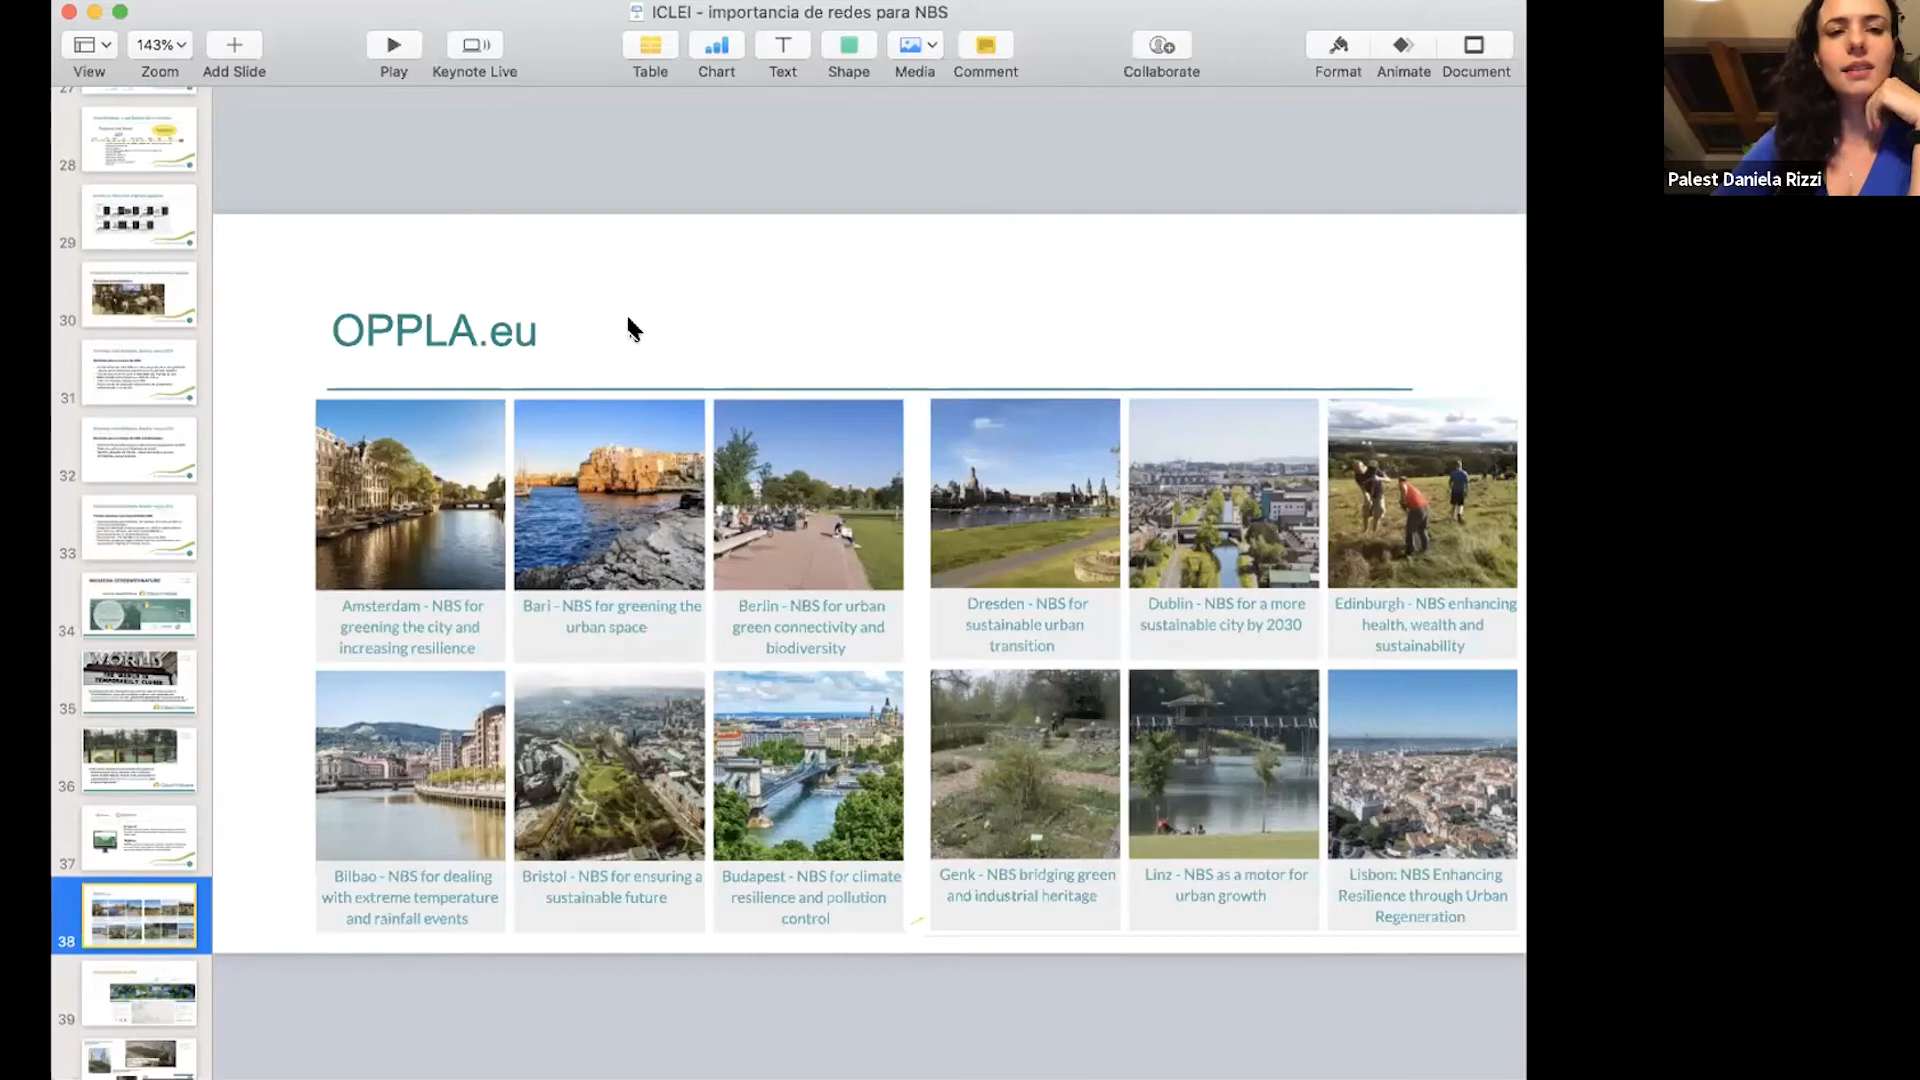 ICLEI - importancia de redes para NBS
143%
View
Zoom
Add Slide
Play
Keynote Live
Table
Chart
Text
Shape
Media
Comment
Collaborate
Format
Animate
Document
Palest Daniela Rizzi
27
28
29
30
31
32
33
34
35
36
37
38
39
WORLD
OPPLA.eu
Amsterdam - NBS for
greening the city and
increasing resilience
Bari - NBS for greening the
urban space
Berlin - NBS for urban
green connectivity and
biodiversity
Dresden - NBS for
sustainable urban
transition
Dublin - NBS for a more
sustainable city by 2030
Edinburgh - NBS enhancing
health, wealth and
sustainability
Bilbao - NBS for dealing
with extreme temperature
and rainfall events
Bristol - NBS for ensuring a
sustainable future
Budapest - NBS for climate
resilience and pollution
control
Genk - NBS bridging green
and industrial heritage
Linz - NBS as a motor for
urban growth
Lisbon: NBS Enhancing
Resilience through Urban
Regeneration